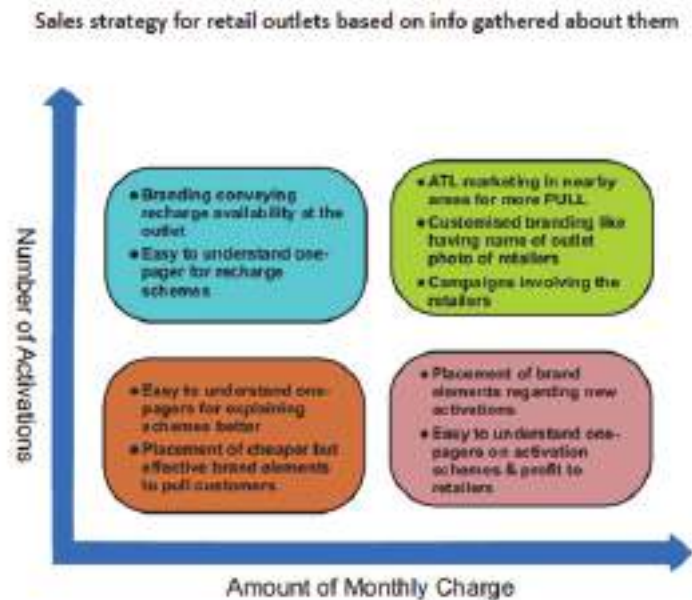 Sales strategy for retail outlets based on info gathered about them
Number of Activations
● Branding conveying
recharge availability at the
outlet
● Easy to understand one-
pager for recharge
schemes
● ATL marketing in nearby
areas for more PULL
● Customised branding like
having name of outlet
photo of retailers
● Campaigns involving the
retailers
● Easy to understand one-
pagers for explaining
schemes better
● Placement of cheaper but
effective brand elements
to pull customers
● Placement of brand
elements regarding new
activations
● Easy to understand one-
pagers on activation
schemes & profit to
retailers
Amount of Monthly Charge